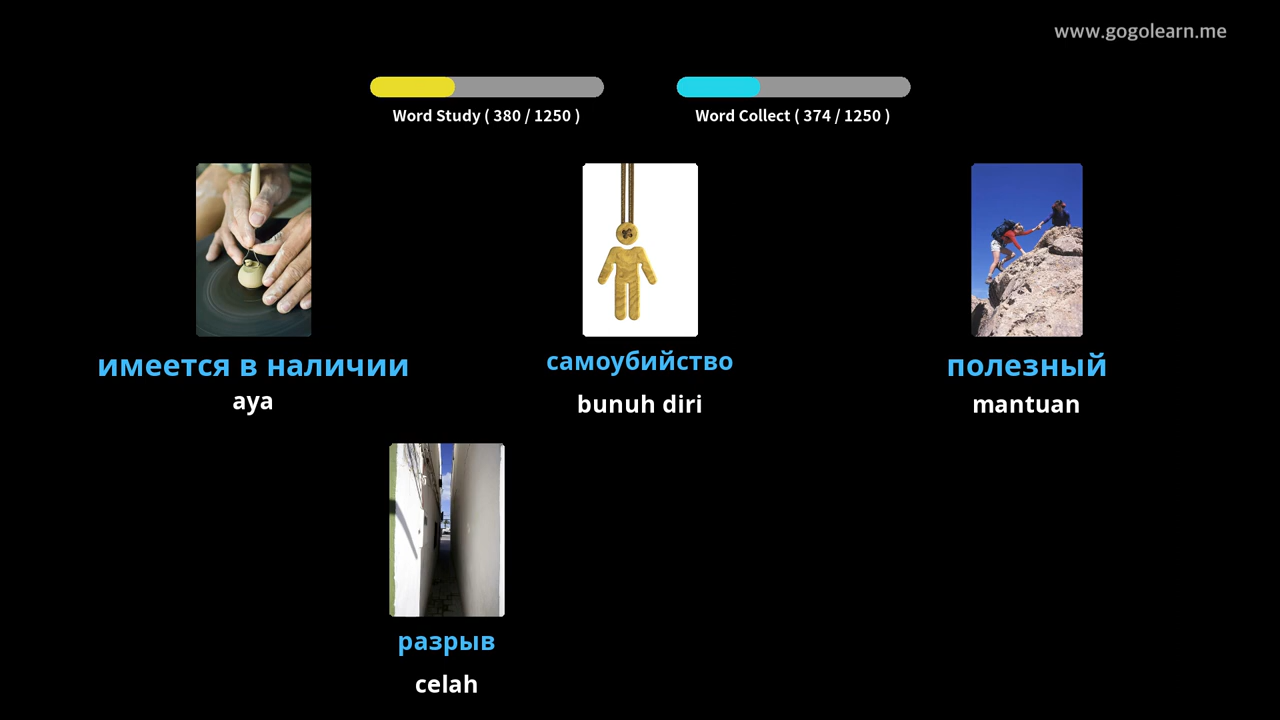 www.gogolearn.me
Word Study ( 380 / 1250 )
Word Collect ( 374 / 1250 )
имеется в наличии
aya
самоубийство
bunuh diri
полезный
mantuan
разрыв
celah